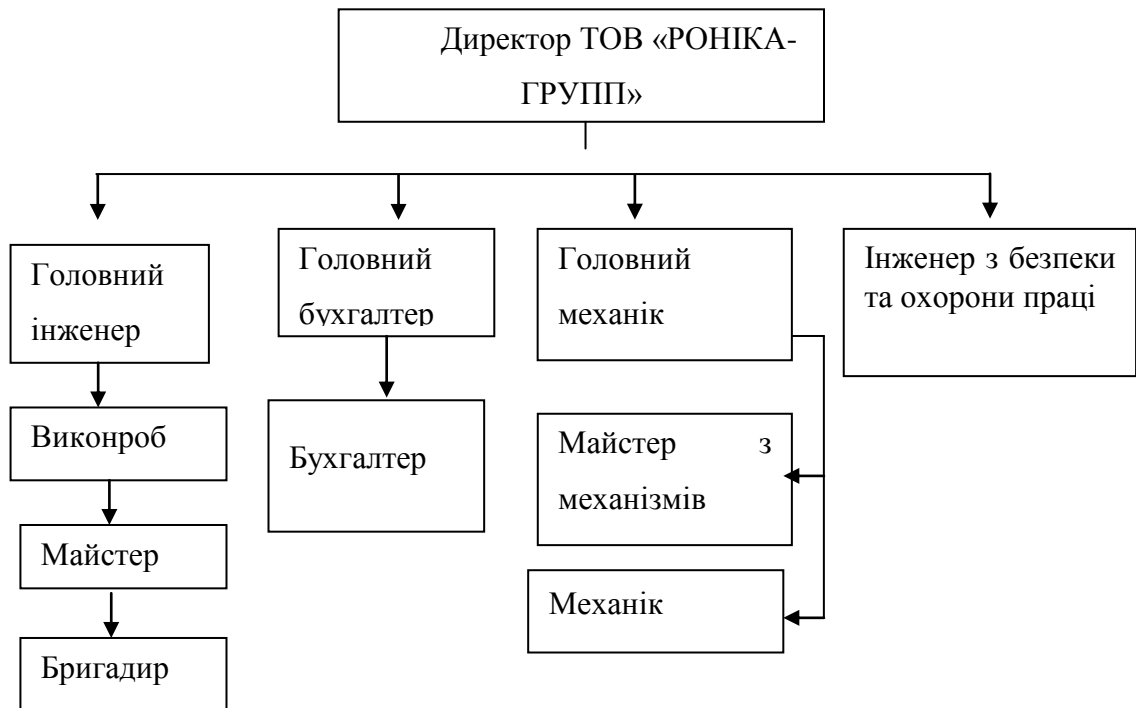 Директор ТОВ «РОНІКА-
ГРУПП»
Головний
інженер
Головний
бухгалтер
Головний
механік
Інженер з безпеки
та охорони праці
Виконроб
Бухгалтер
Майстер з
механізмів
Майстер
Механік
Бригадир